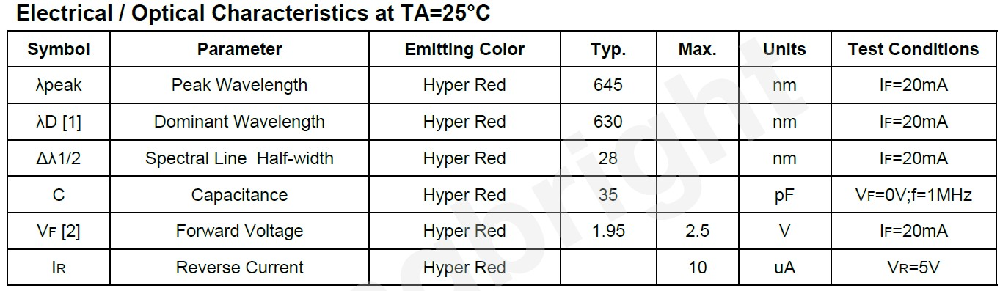 Electrical / Optical Characteristics at TA=25°C
Symbol Parameter Emitting Color Typ. Max. Units Test Conditions
λpeak Peak Wavelength Hyper Red 645 nm IF=20mA
λD [1] Dominant Wavelength Hyper Red 630 nm IF=20mA
Δλ1/2 Spectral Line Half-width Hyper Red 28 nm IF=20mA
C Capacitance Hyper Red 35 pF VF=0V;f=1MHz
VF [2] Forward Voltage Hyper Red 1.95 2.5 V IF=20mA
IR Reverse Current Hyper Red 10 uA VR=5V